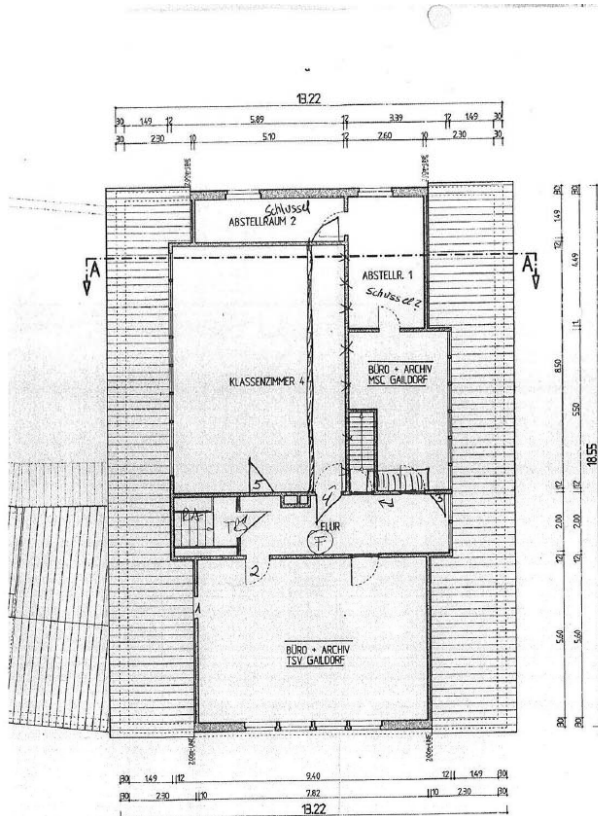 13.22
30 1.49 12 5.89 12 3.39 12 1.49 30
30 2.30 10 5.10 12 2.60 10 2.30 30
Schlüssel
ABSTELLRAUM 2
A
A
ABSTELLR. 1
Schüssel?
KLASSENZIMMER 4
BÜRO + ARCHIV
MSC GAILDORF
5
4
3
FLUR
F
2
1
BÜRO + ARCHIV
TSV GAILDORF
30 1.49 12 4.49 5.50 12 2.00 12 5.60 30
30 8.50 12 2.00 12 5.60 30
18.55
30 1.49 12 9.40 12 1.49 30
30 2.30 10 7.82 10 2.30 30
13.22